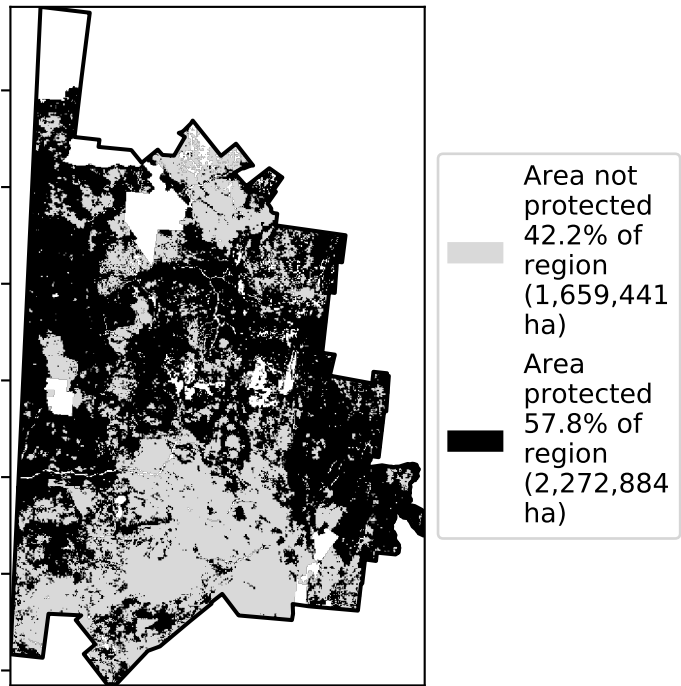 Area not
protected
42.2% of
region
(1,659,441
ha)
Area
protected
57.8% of
region
(2,272,884
ha)